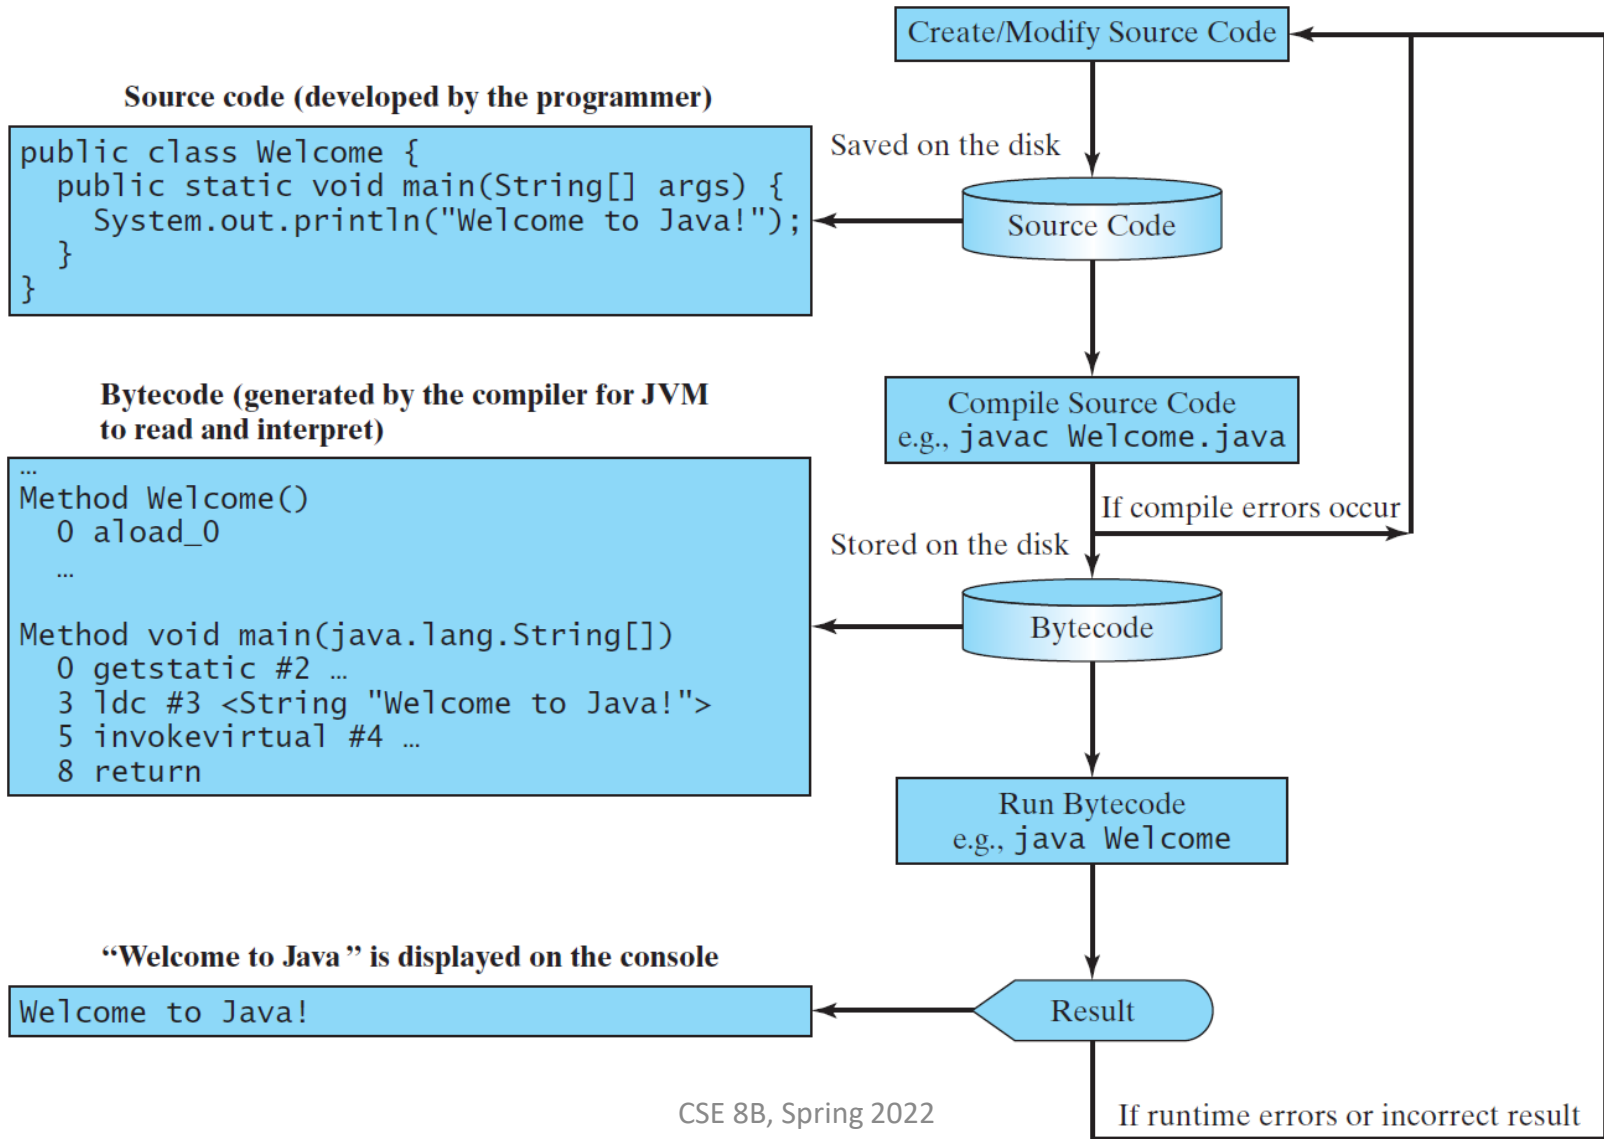 Create/Modify Source Code
Source code (developed by the programmer)
public class Welcome {
  public static void main(String[] args) {
    System.out.println("Welcome to Java!");
  }
}
Saved on the disk
Source Code
Compile Source Code
e.g., javac Welcome.java
If compile errors occur
Bytecode (generated by the compiler for JVM
to read and interpret)
…
Method Welcome()
  0 aload_0
  …
Method void main(java.lang.String[])
  0 getstatic #2 …
  3 ldc #3 <String "Welcome to Java!">
  5 invokevirtual #4 …
  8 return
Stored on the disk
Bytecode
Run Bytecode
e.g., java Welcome
“Welcome to Java ” is displayed on the console
Welcome to Java!
Result
If runtime errors or incorrect result
CSE 8B, Spring 2022